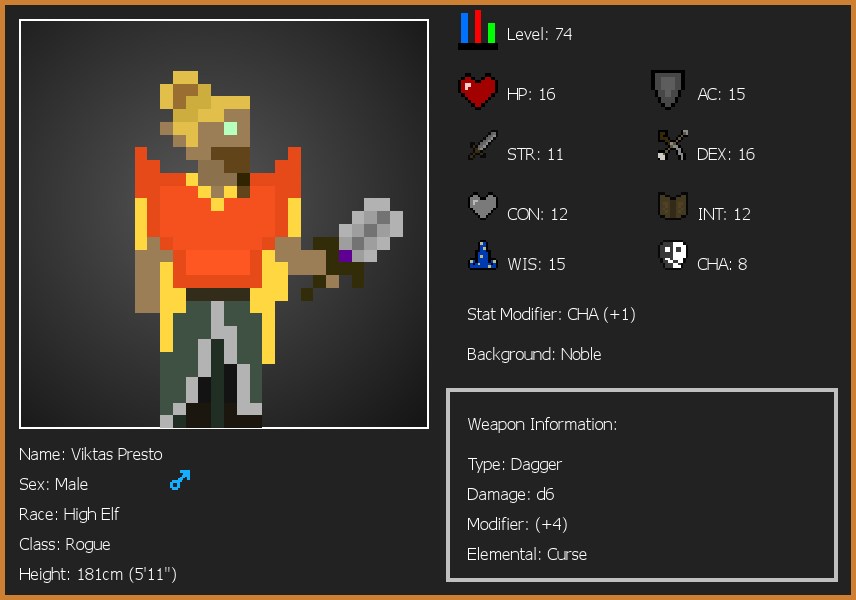 Level: 74
HP: 16
AC: 15
STR: 11
DEX: 16
CON: 12
INT: 12
WIS: 15
CHA: 8
Stat Modifier: CHA (+1)
Background: Noble
Weapon Information:
Type: Dagger
Damage: d6
Modifier: (+4)
Elemental: Curse
Name: Viktas Presto
Sex: Male
Race: High Elf
Class: Rogue
Height: 181cm (5'11")